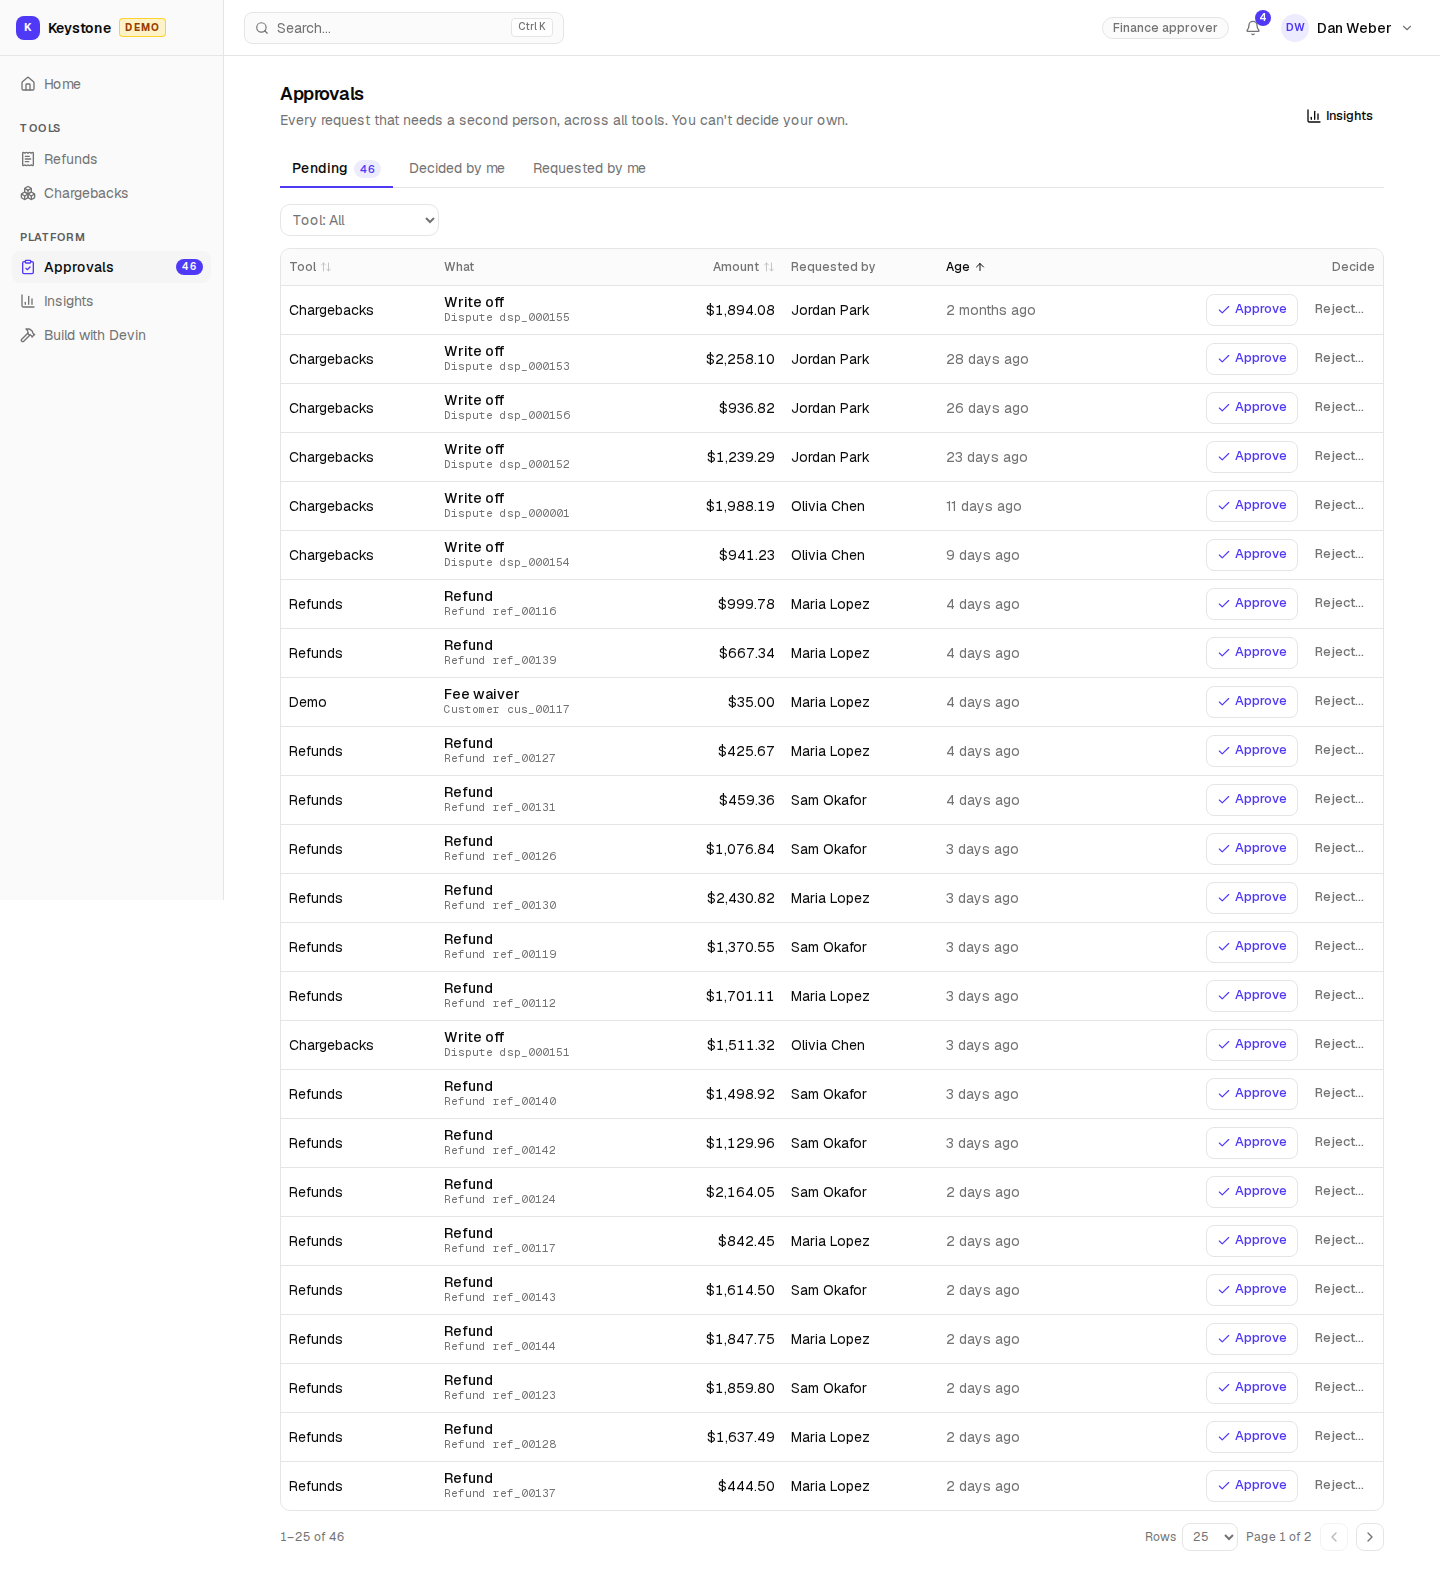 K Keystone DEMO
Search... Ctrl K
Finance approver
4
DW Dan Weber
Home
TOOLS
Refunds
Chargebacks
PLATFORM
Approvals 46
Insights
Build with Devin
Approvals
Every request that needs a second person, across all tools. You can't decide your own.
Insights
Pending 46 Decided by me Requested by me
Tool: All
Tool What Amount Requested by Age Decide
Chargebacks Write off $1,894.08 Jordan Park 2 months ago Approve Reject...
Dispute dsp_000155
Chargebacks Write off $2,258.10 Jordan Park 28 days ago Approve Reject...
Dispute dsp_000153
Chargebacks Write off $936.82 Jordan Park 26 days ago Approve Reject...
Dispute dsp_000156
Chargebacks Write off $1,239.29 Jordan Park 23 days ago Approve Reject...
Dispute dsp_000152
Chargebacks Write off $1,988.19 Olivia Chen 11 days ago Approve Reject...
Dispute dsp_000001
Chargebacks Write off $941.23 Olivia Chen 9 days ago Approve Reject...
Dispute dsp_000154
Refunds Refund $999.78 Maria Lopez 4 days ago Approve Reject...
Refund ref_00116
Refunds Refund $667.34 Maria Lopez 4 days ago Approve Reject...
Refund ref_00139
Demo Fee waiver $35.00 Maria Lopez 4 days ago Approve Reject...
Customer cus_00117
Refunds Refund $425.67 Maria Lopez 4 days ago Approve Reject...
Refund ref_00127
Refunds Refund $459.36 Sam Okafor 4 days ago Approve Reject...
Refund ref_00131
Refunds Refund $1,076.84 Sam Okafor 3 days ago Approve Reject...
Refund ref_00126
Refunds Refund $2,430.82 Maria Lopez 3 days ago Approve Reject...
Refund ref_00130
Refunds Refund $1,370.55 Sam Okafor 3 days ago Approve Reject...
Refund ref_00119
Refunds Refund $1,701.11 Maria Lopez 3 days ago Approve Reject...
Refund ref_00112
Chargebacks Write off $1,511.32 Olivia Chen 3 days ago Approve Reject...
Dispute dsp_000151
Refunds Refund $1,498.92 Sam Okafor 3 days ago Approve Reject...
Refund ref_00140
Refunds Refund $1,129.96 Sam Okafor 3 days ago Approve Reject...
Refund ref_00142
Refunds Refund $2,164.05 Sam Okafor 2 days ago Approve Reject...
Refund ref_00124
Refunds Refund $842.45 Maria Lopez 2 days ago Approve Reject...
Refund ref_00117
Refunds Refund $1,614.50 Sam Okafor 2 days ago Approve Reject...
Refund ref_00143
Refunds Refund $1,847.75 Maria Lopez 2 days ago Approve Reject...
Refund ref_00144
Refunds Refund $1,859.80 Sam Okafor 2 days ago Approve Reject...
Refund ref_00123
Refunds Refund $1,637.49 Maria Lopez 2 days ago Approve Reject...
Refund ref_00128
Refunds Refund $444.50 Maria Lopez 2 days ago Approve Reject...
Refund ref_00137
1–25 of 46 Rows 25 Page 1 of 2